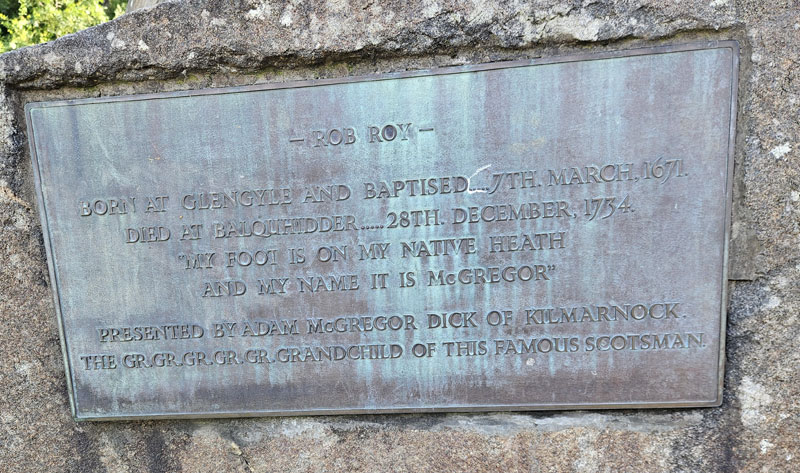 — ROB ROY —
BORN AT GLENGYLE AND BAPTISED.....7TH. MARCH, 1671.
DIED AT BALQUHIDDER.....28TH. DECEMBER, 1734.
"MY FOOT IS ON MY NATIVE HEATH
AND MY NAME IT IS McGREGOR"
PRESENTED BY ADAM McGREGOR DICK OF KILMARNOCK.
THE GR.GR.GR.GR.GR.GRANDCHILD OF THIS FAMOUS SCOTSMAN.